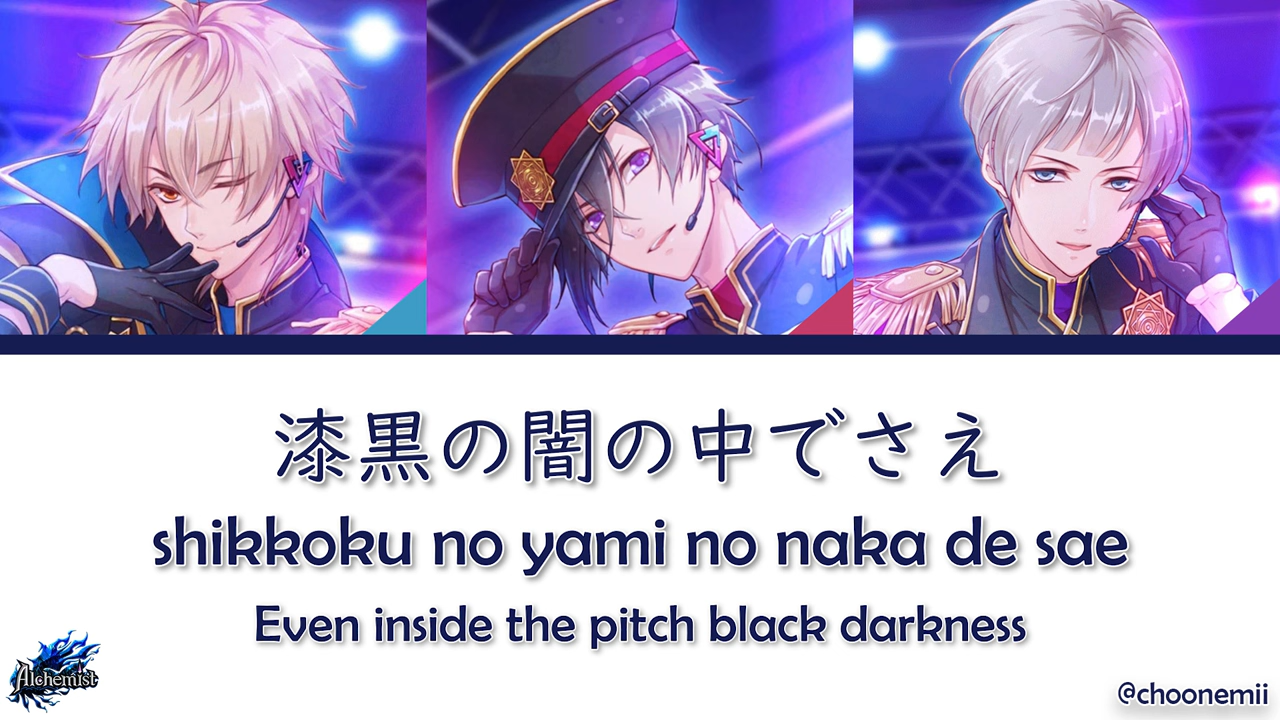 漆黒の闇の中でさえ
shikkoku no yami no naka de sae
Even inside the pitch black darkness
Alchemist
@choonemii